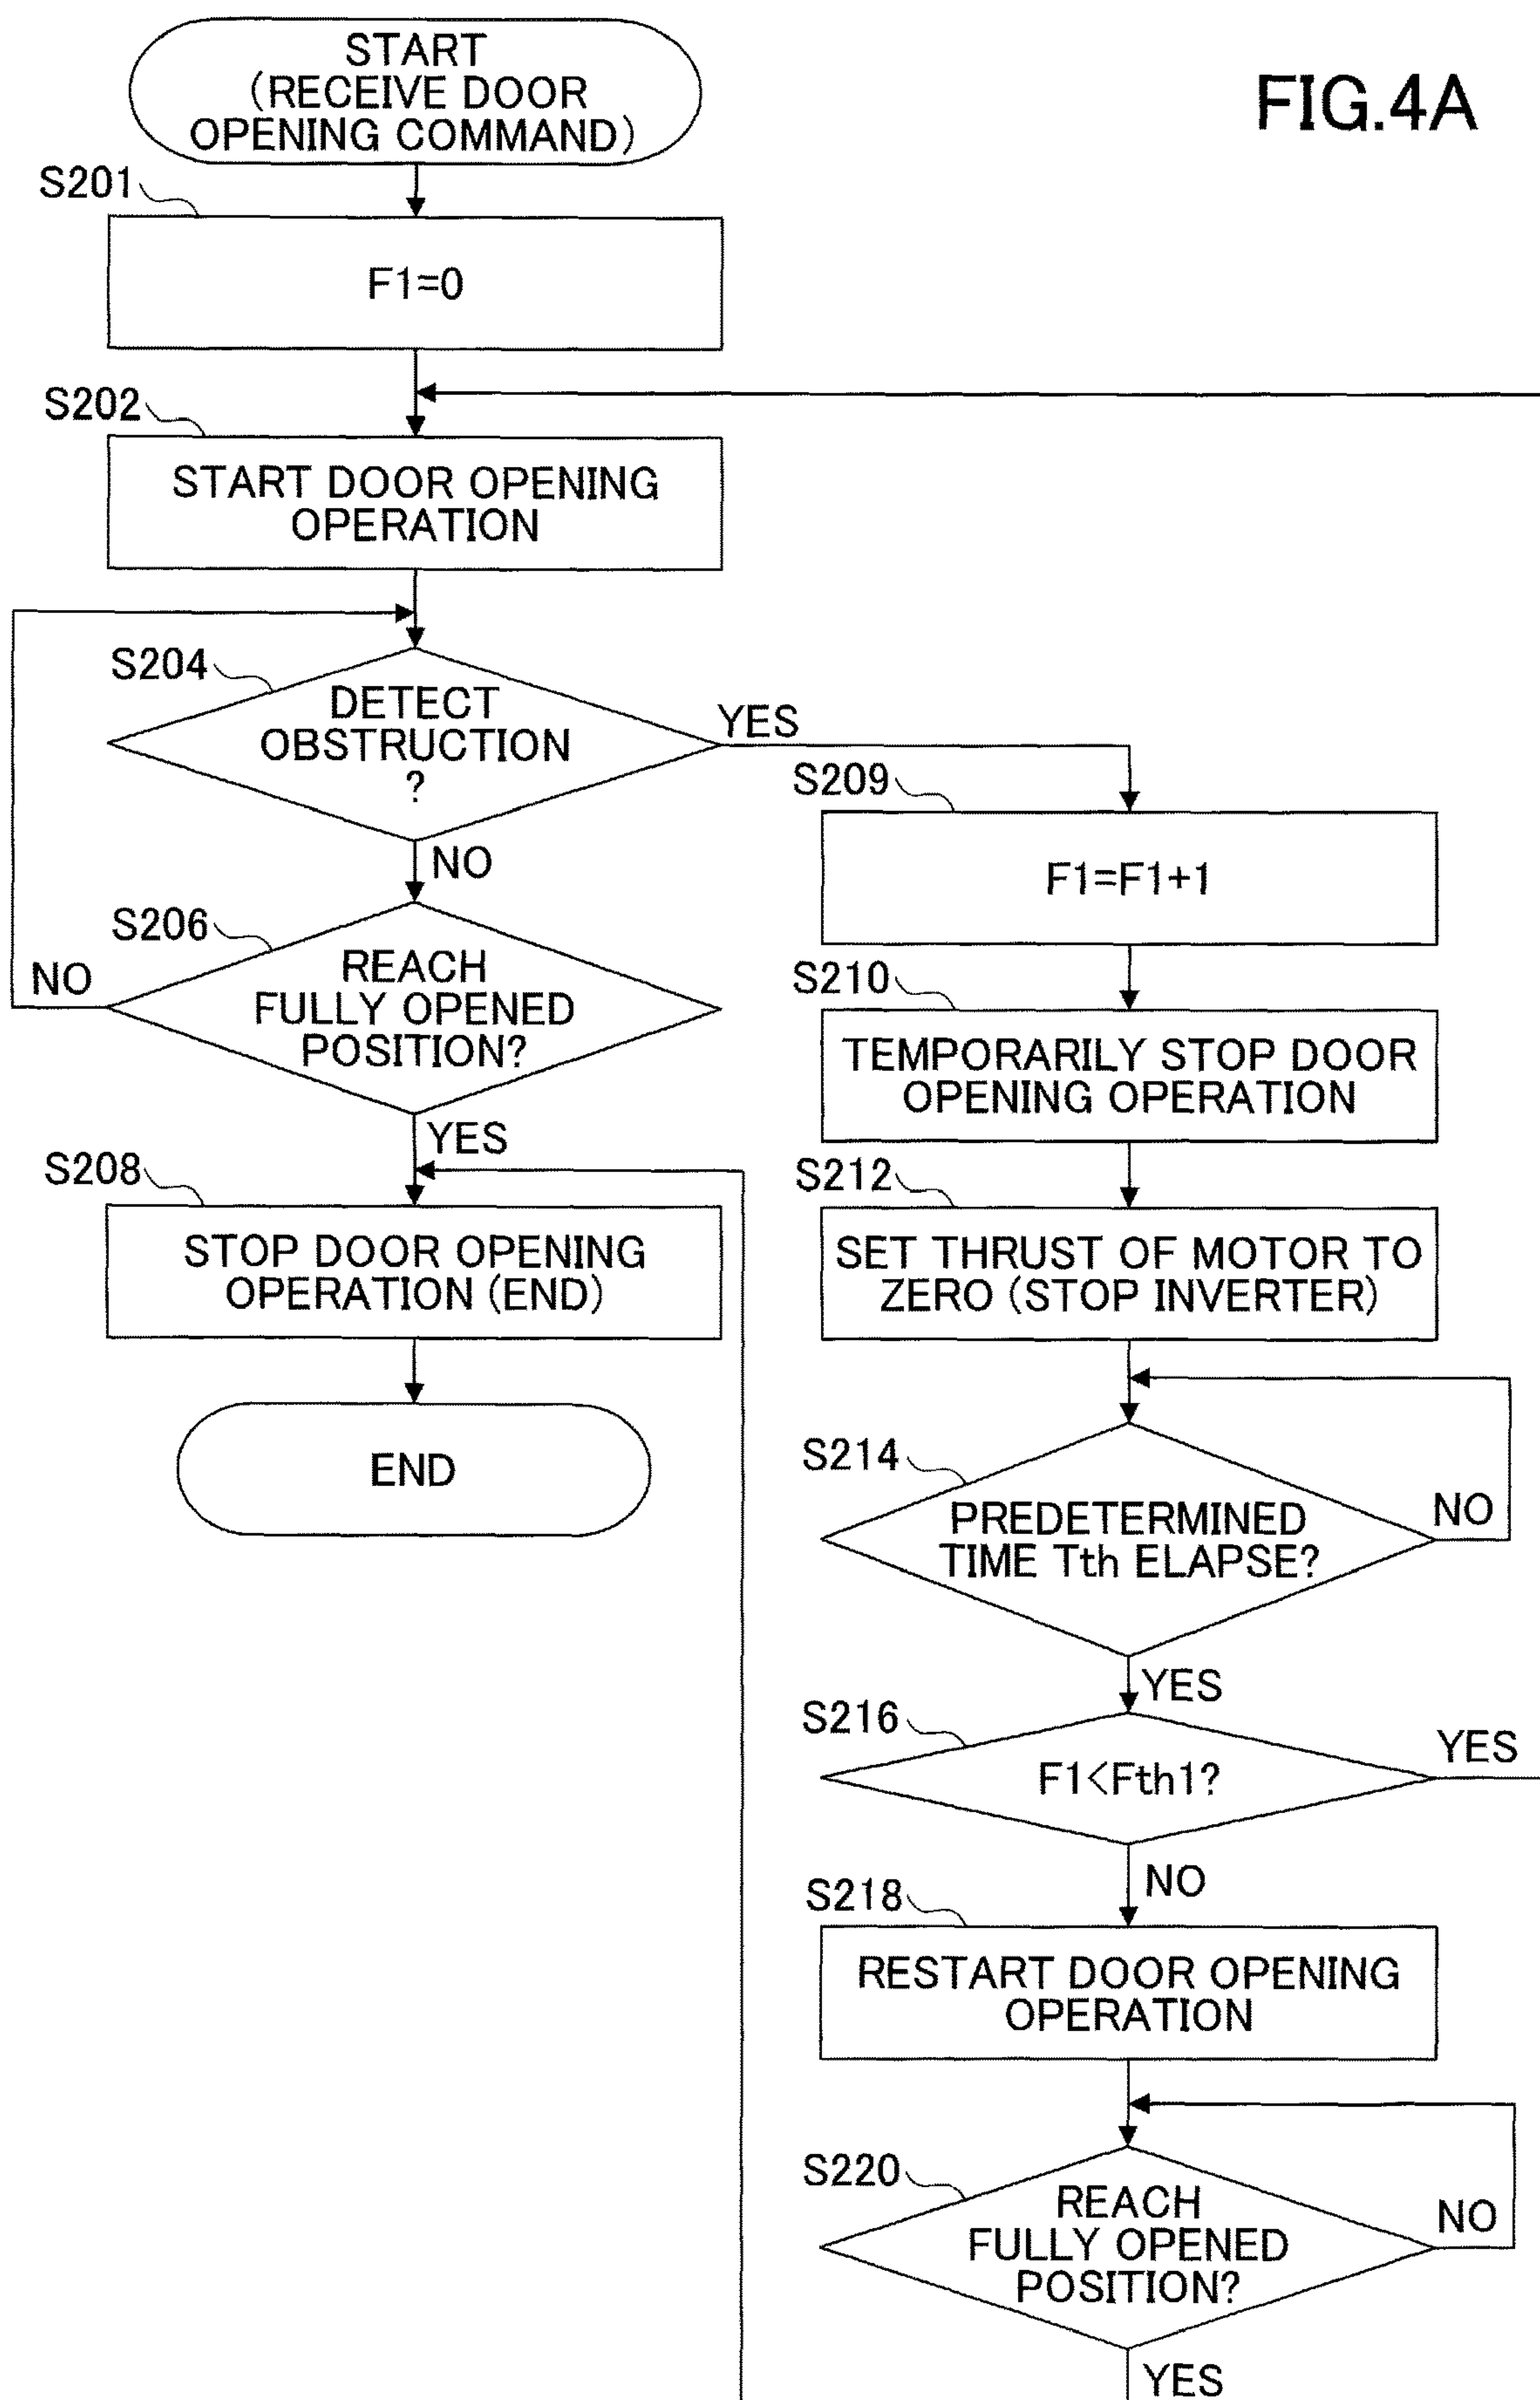 FIG.4A
START
(RECEIVE DOOR
OPENING COMMAND)
S201
F1=0
S202
START DOOR OPENING
OPERATION
S204
DETECT
OBSTRUCTION
?
YES
NO
S206
REACH
FULLY OPENED
POSITION?
NO
YES
S208
STOP DOOR OPENING
OPERATION (END)
END
S209
F1=F1+1
S210
TEMPORARILY STOP DOOR
OPENING OPERATION
S212
SET THRUST OF MOTOR TO
ZERO (STOP INVERTER)
S214
PREDETERMINED
TIME Tth ELAPSE?
NO
YES
S216
F1<Fth1?
YES
NO
S218
RESTART DOOR OPENING
OPERATION
S220
REACH
FULLY OPENED
POSITION?
NO
YES